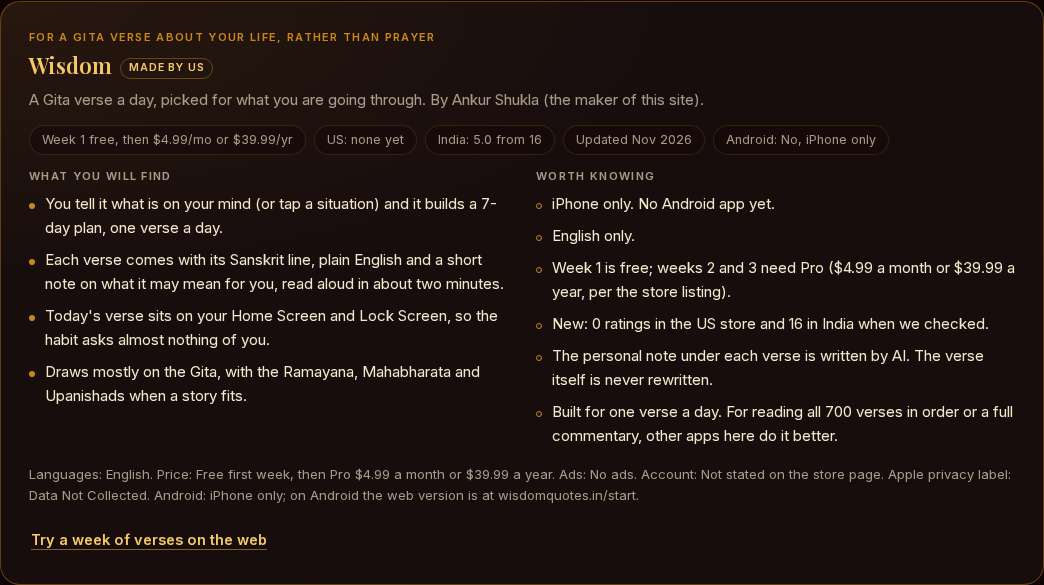 FOR A GITA VERSE ABOUT YOUR LIFE, RATHER THAN PRAYER
Wisdom MADE BY US
A Gita verse a day, picked for what you are going through. By Ankur Shukla (the maker of this site).
Week 1 free, then $4.99/mo or $39.99/yr US: none yet India: 5.0 from 16 Updated Nov 2026 Android: No, iPhone only
WHAT YOU WILL FIND
You tell it what is on your mind (or tap a situation) and it builds a 7-
day plan, one verse a day.
Each verse comes with its Sanskrit line, plain English and a short
note on what it may mean for you, read aloud in about two minutes.
Today's verse sits on your Home Screen and Lock Screen, so the
habit asks almost nothing of you.
Draws mostly on the Gita, with the Ramayana, Mahabharata and
Upanishads when a story fits.
WORTH KNOWING
iPhone only. No Android app yet.
English only.
Week 1 is free; weeks 2 and 3 need Pro ($4.99 a month or $39.99 a
year, per the store listing).
New: 0 ratings in the US store and 16 in India when we checked.
The personal note under each verse is written by AI. The verse
itself is never rewritten.
Built for one verse a day. For reading all 700 verses in order or a full
commentary, other apps here do it better.
Languages: English. Price: Free first week, then Pro $4.99 a month or $39.99 a year. Ads: No ads. Account: Not stated on the store page. Apple privacy label:
Data Not Collected. Android: iPhone only; on Android the web version is at wisdomquotes.in/start.
Try a week of verses on the web